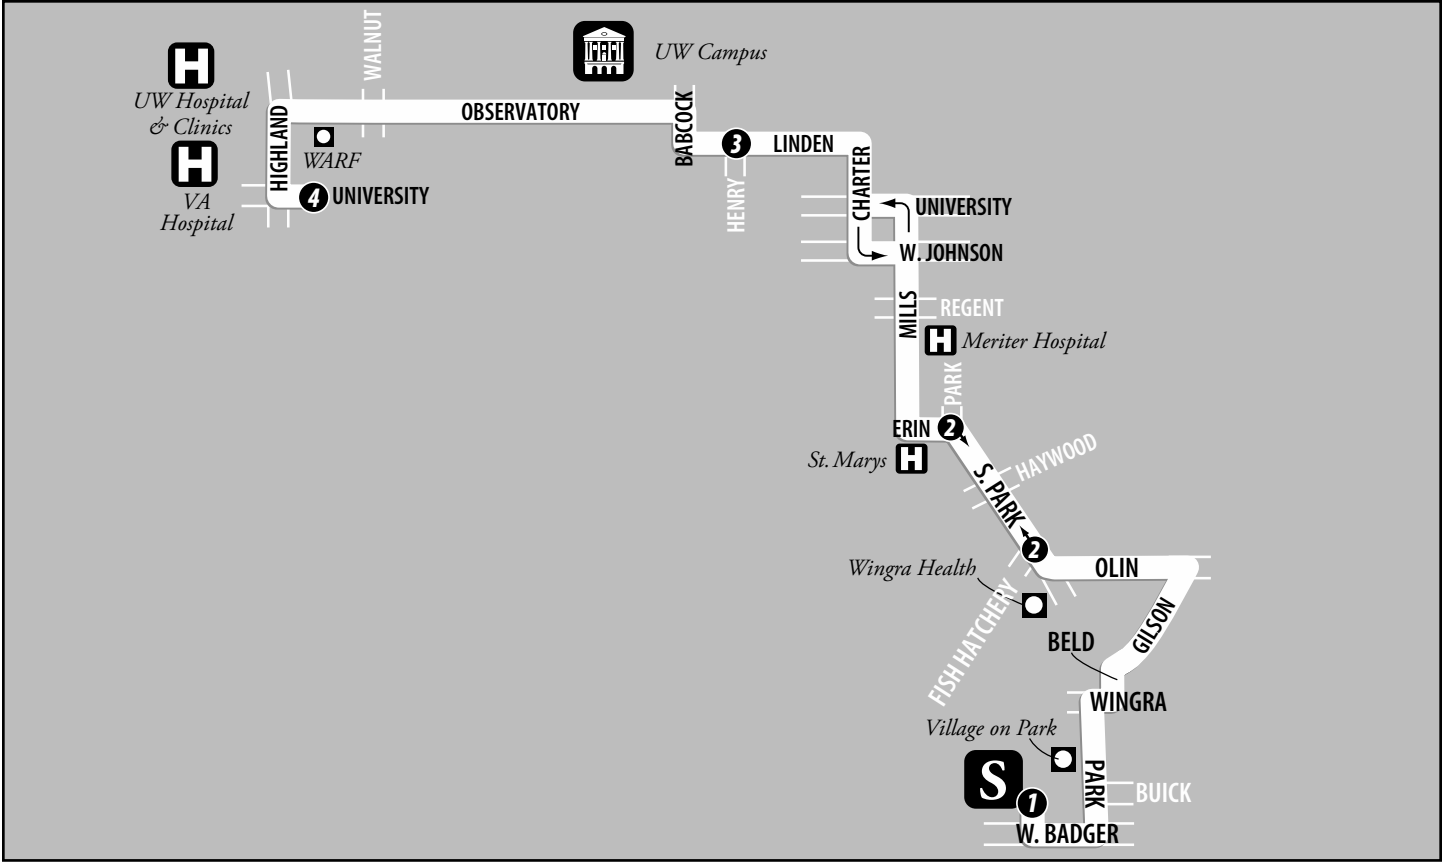 WALNUT
H
UW Hospital
& Clinics
UW Campus
OBSERVATORY
BABCOCK
HIGHLAND
WARF
H
VA
Hospital
4 UNIVERSITY
3
LINDEN
HENRY
CHARTER
UNIVERSITY
W. JOHNSON
MILLS
REGENT
H Meriter Hospital
PARK
ERIN 2
St. Marys H
HAYWOOD
S. PARK
2
OLIN
Wingra Health
FISH HATCHERY
GILSON
BELD
WINGRA
Village on Park
S
1
PARK
BUICK
W. BADGER